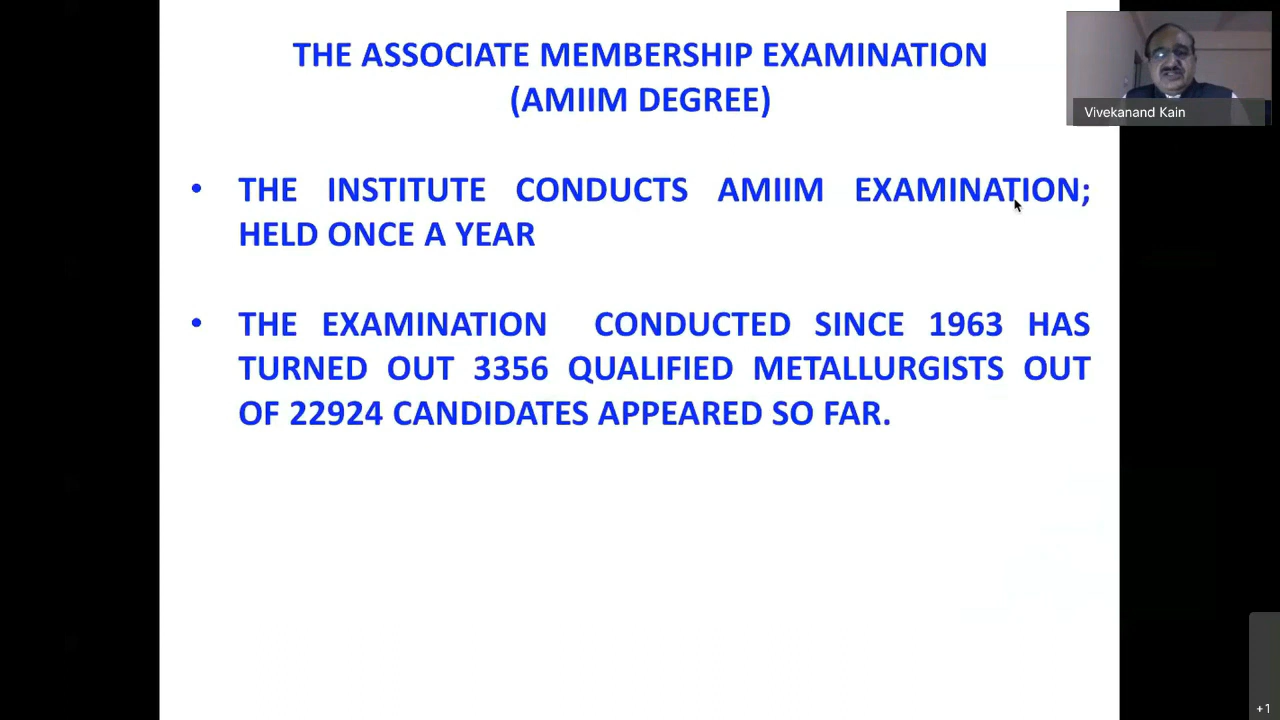 THE ASSOCIATE MEMBERSHIP EXAMINATION
(AMIIM DEGREE)
Vivekanand Kain
• THE INSTITUTE CONDUCTS AMIIM EXAMINATION;
HELD ONCE A YEAR
• THE EXAMINATION CONDUCTED SINCE 1963 HAS
TURNED OUT 3356 QUALIFIED METALLURGISTS OUT
OF 22924 CANDIDATES APPEARED SO FAR.
+1